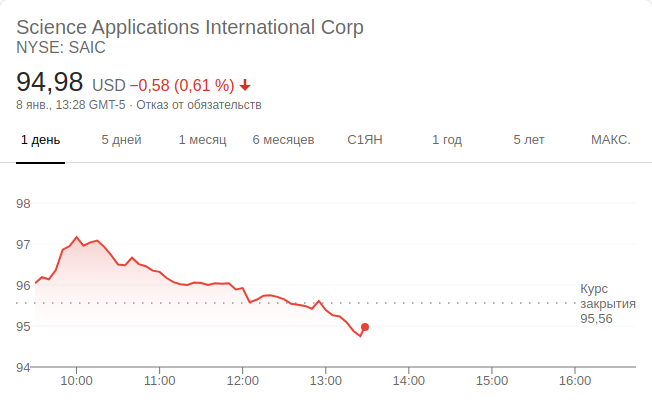 Science Applications International Corp
NYSE: SAIC
94,98 USD −0,58 (0,61 %)
8 янв., 13:28 GMT-5 · Отказ от обязательств
1 день 5 дней 1 месяц 6 месяцев С1ЯН 1 год 5 лет МАКС.
98
97
96
95
94
Курс
закрытия
95,56
10:00 11:00 12:00 13:00 14:00 15:00 16:00